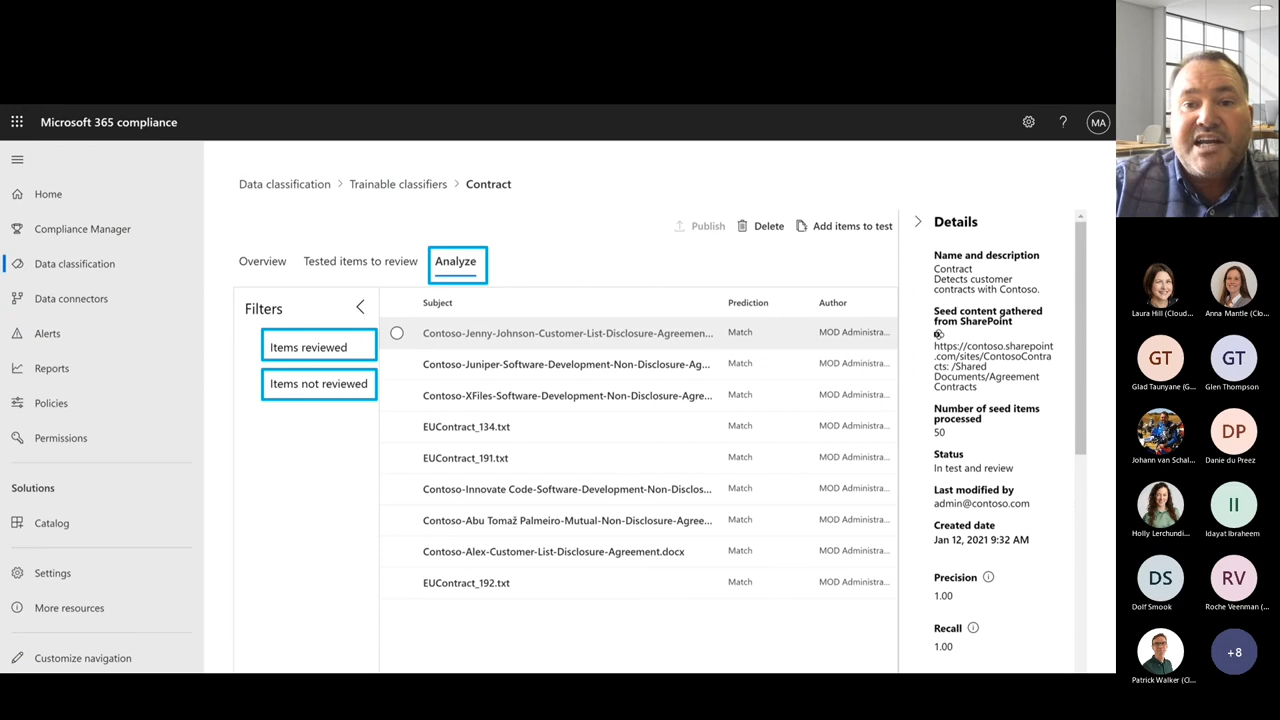 Microsoft 365 compliance
MA
Home
Compliance Manager
Data classification
Data connectors
Alerts
Reports
Policies
Permissions
Solutions
Catalog
Settings
More resources
Customize navigation
Data classification > Trainable classifiers > Contract
Publish Delete Add items to test
Overview Tested items to review Analyze
Filters
Items reviewed
Items not reviewed
Subject Prediction Author
Contoso-Jenny-Johnson-Customer-List-Disclosure-Agreemen... Match MOD Administra...
Contoso-Juniper-Software-Development-Non-Disclosure-Ag... Match MOD Administra...
Contoso-XFiles-Software-Development-Non-Disclosure-Agre... Match MOD Administra...
EUContract_134.txt Match MOD Administra...
EUContract_191.txt Match MOD Administra...
Contoso-Innovate Code-Software-Development-Non-Disclos... Match MOD Administra...
Contoso-Abu Tomaž Palmeiro-Mutual-Non-Disclosure-Agree... Match MOD Administra...
Contoso-Alex-Customer-List-Disclosure-Agreement.docx Match MOD Administra...
EUContract_192.txt Match MOD Administra...
Details
Name and description
Contract
Detects customer
contracts with Contoso.
Seed content gathered
from SharePoint
https://contoso.sharepoint
.com/sites/ContosoContra
cts: /Shared
Documents/Agreement
Contracts
Number of seed items
processed
50
Status
In test and review
Last modified by
admin@contoso.com
Created date
Jan 12, 2021 9:32 AM
Precision
1.00
Recall
1.00
Laura Hill (Cloud... Anna Mantle (Clo...
GT GT
Glad Taunyane (G... Glen Thompson
DP
Johann van Schal... Danie du Preez
II
Holly Lerchundi... Idayat Ibraheem
DS RV
Dolf Smook Roche Veenman (...
+8
Patrick Walker (Cl...